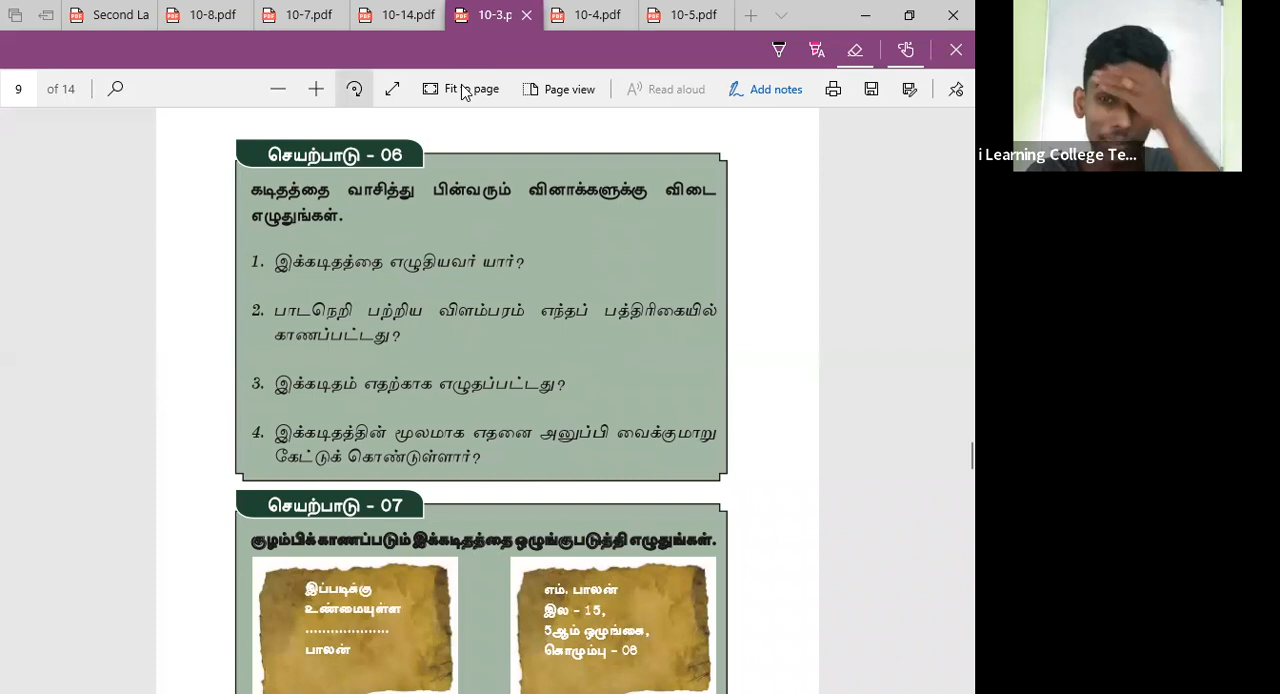 Second La
10-8.pdf
10-7.pdf
10-14.pdf
10-3.p
10-4.pdf
10-5.pdf
9 of 14
Fit to page
Page view
Read aloud
Add notes
i Learning College Te...
செயற்பாடு - 06
கடிதத்தை வாசித்து பின்வரும் வினாக்களுக்கு விடை
எழுதுங்கள்.
1. இக்கடிதத்தை எழுதியவர் யார்?
2. பாடநெறி பற்றிய விளம்பரம் எந்தப் பத்திரிகையில்
காணப்பட்டது?
3. இக்கடிதம் எதற்காக எழுதப்பட்டது?
4. இக்கடிதத்தின் மூலமாக எதனை அனுப்பி வைக்குமாறு
கேட்டுக் கொண்டுள்ளார்?
செயற்பாடு - 07
குழம்பிக் காணப்படும் இக்கடிதத்தை ஒழுங்குபடுத்தி எழுதுங்கள்.
இப்படிக்கு
உண்மையுள்ள
....................
பாலன்
எம். பாலன்
இல - 15,
5ஆம் ஒழுங்கை,
கொழும்பு - 06